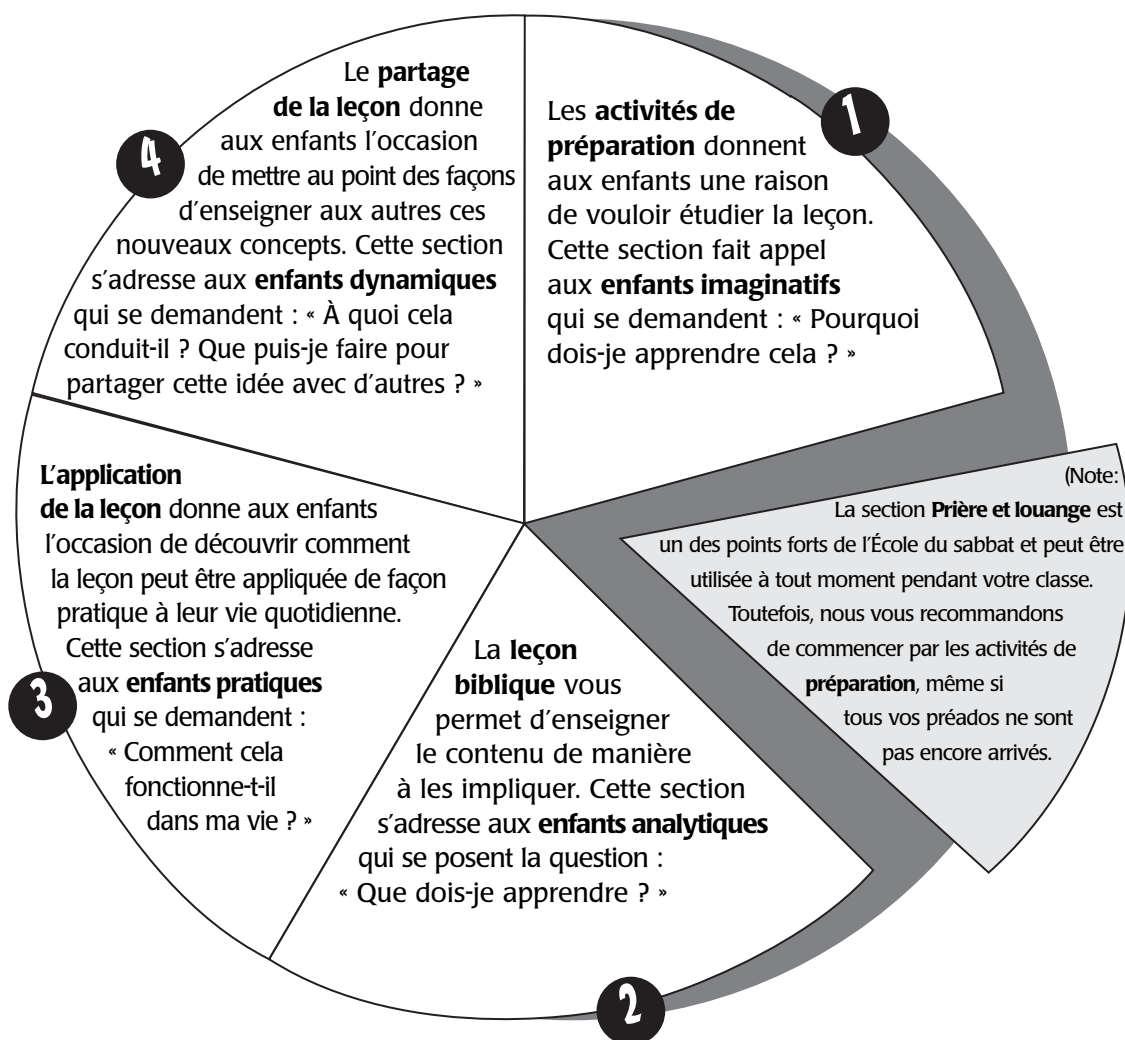 1
Les activités de
préparation donnent
aux enfants une raison
de vouloir étudier la leçon.
Cette section fait appel
aux enfants imaginatifs
qui se demandent : « Pourquoi
dois-je apprendre cela ? »
(Note:
La section Prière et louange est
un des points forts de l’École du sabbat et peut être
utilisée à tout moment pendant votre classe.
Toutefois, nous vous recommandons
de commencer par les activités de
préparation, même si
tous vos préados ne sont
pas encore arrivés.
2
La leçon
biblique vous
permet d’enseigner
le contenu de manière
à les impliquer. Cette section
s’adresse aux enfants analytiques
qui se posent la question :
« Que dois-je apprendre ? »
3
L’application
de la leçon donne aux enfants
l’occasion de découvrir comment
la leçon peut être appliquée de façon
pratique à leur vie quotidienne.
Cette section s’adresse
aux enfants pratiques
qui se demandent :
« Comment cela
fonctionne-t-il
dans ma vie ? »
4
Le partage
de la leçon donne
aux enfants l’occasion
de mettre au point des façons
d’enseigner aux autres ces
nouveaux concepts. Cette section
s’adresse aux enfants dynamiques
qui se demandent : « À quoi cela
conduit-il ? Que puis-je faire pour
partager cette idée avec d’autres ? »